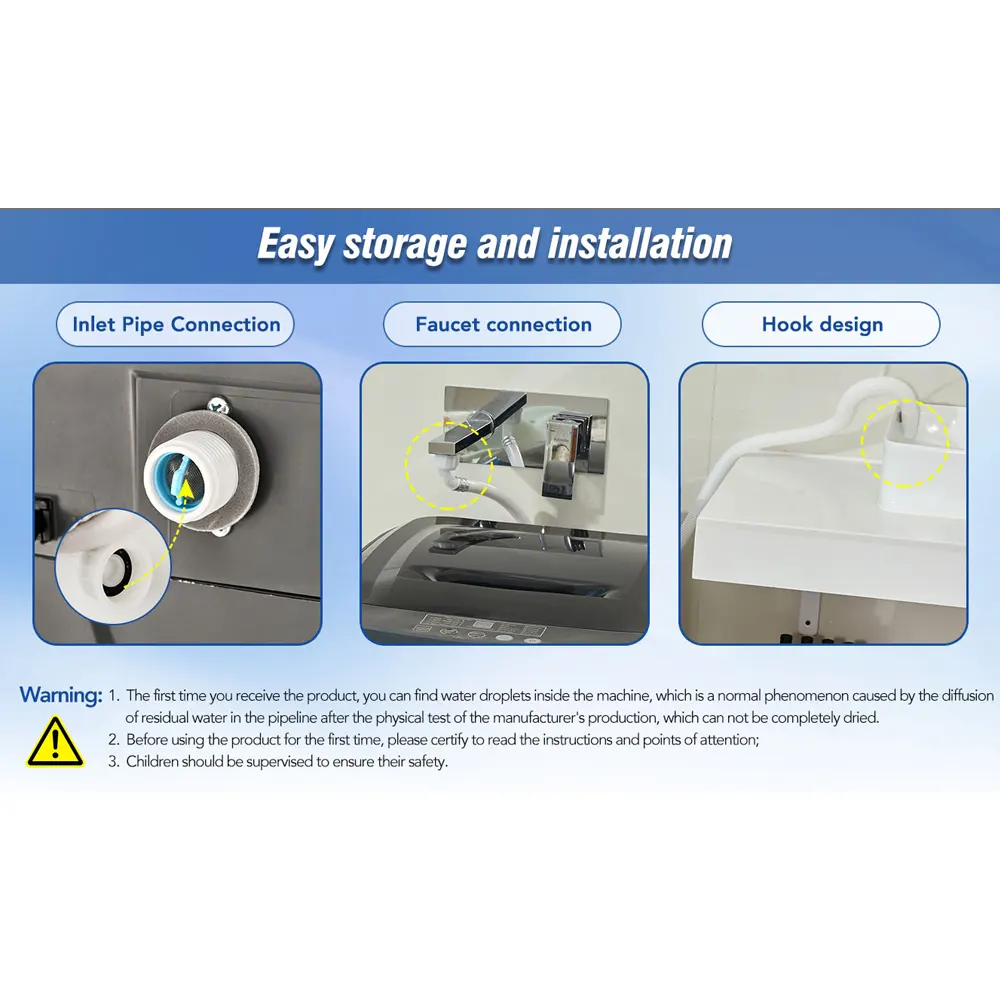 Easy storage and installation
Inlet Pipe Connection
Faucet connection
Hook design
Warning: 1. The first time you receive the product, you can find water droplets inside the machine, which is a normal phenomenon caused by the diffusion
of residual water in the pipeline after the physical test of the manufacturer's production, which can not be completely dried.
2. Before using the product for the first time, please certify to read the instructions and points of attention;
3. Children should be supervised to ensure their safety.